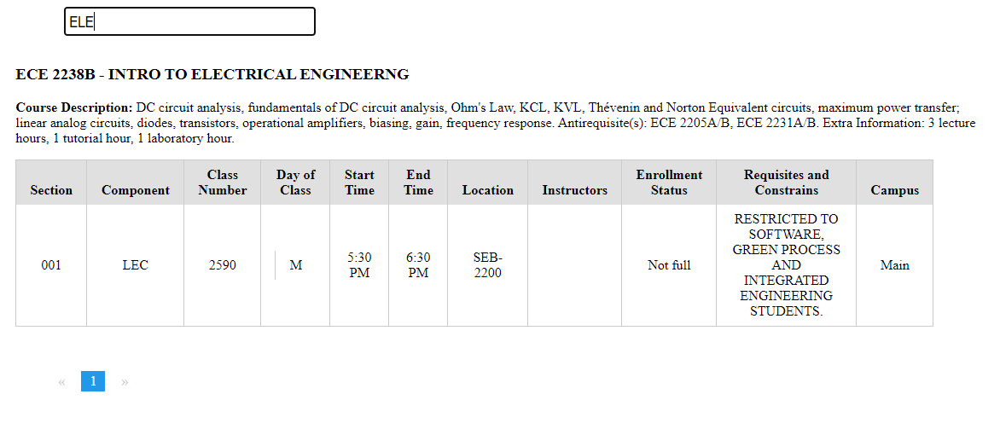 ELE
ECE 2238B - INTRO TO ELECTRICAL ENGINEERNG
Course Description: DC circuit analysis, fundamentals of DC circuit analysis, Ohm's Law, KCL, KVL, Thévenin and Norton Equivalent circuits, maximum power transfer;
linear analog circuits, diodes, transistors, operational amplifiers, biasing, gain, frequency response. Antirequisite(s): ECE 2205A/B, ECE 2231A/B. Extra Information: 3 lecture
hours, 1 tutorial hour, 1 laboratory hour.
Section Component Class Number Day of Class Start Time End Time Location Instructors Enrollment Status Requisites and Constrains Campus
001 LEC 2590 M 5:30 PM 6:30 PM SEB-2200 Not full RESTRICTED TO SOFTWARE, GREEN PROCESS AND INTEGRATED ENGINEERING STUDENTS. Main
« 1 »